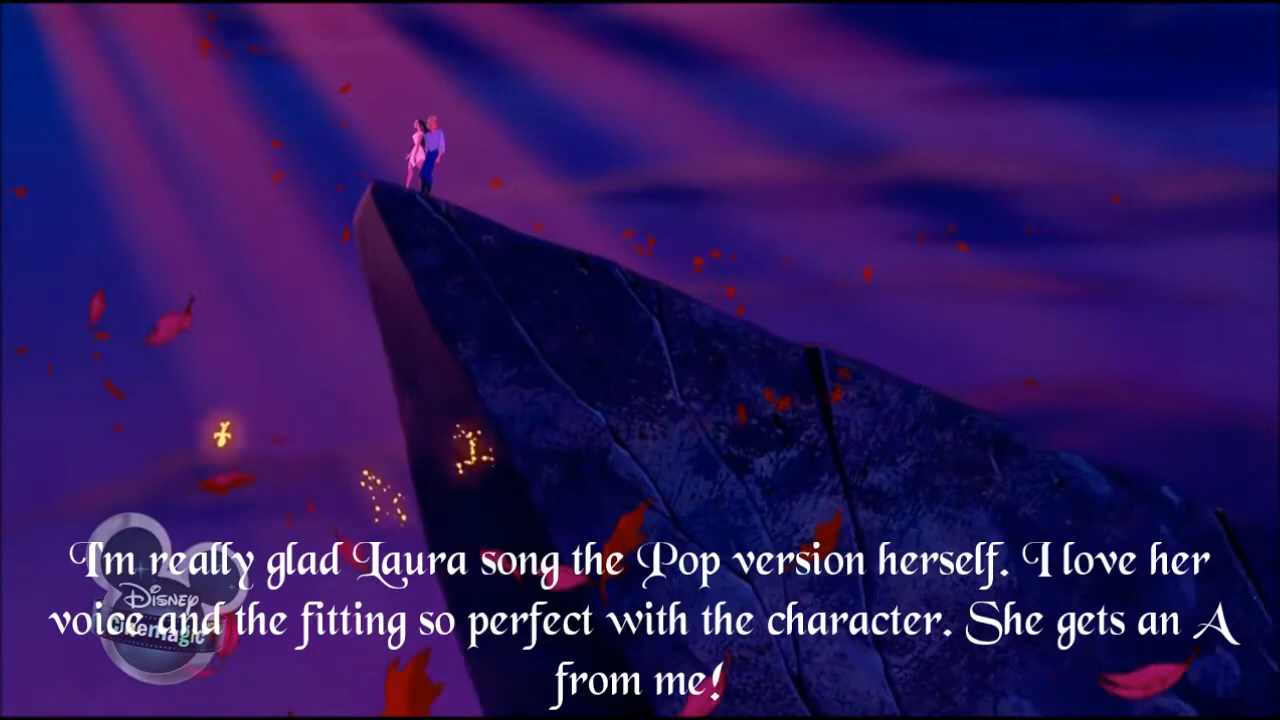 I'm really glad Laura song the Pop version herself. I love her
voice and the fitting so perfect with the character. She gets an A
from me!
Disney
Cinemagic